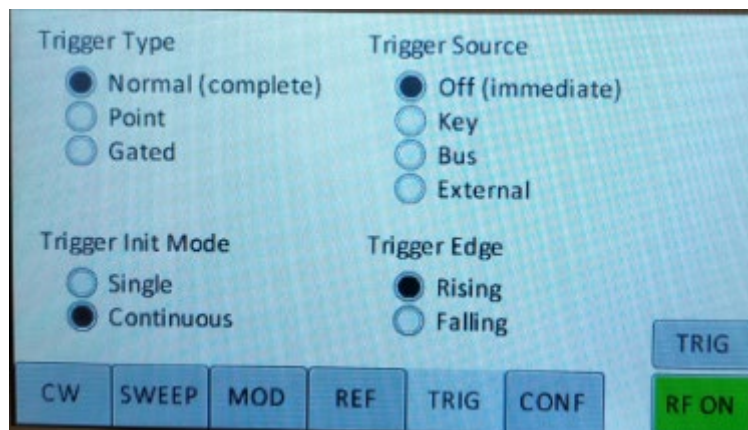 Trigger Type
Normal (complete)
Point
Gated
Trigger Source
Off (immediate)
Key
Bus
External
Trigger Init Mode
Single
Continuous
Trigger Edge
Rising
Falling
TRIG
CW SWEEP MOD REF TRIG CONF RF ON